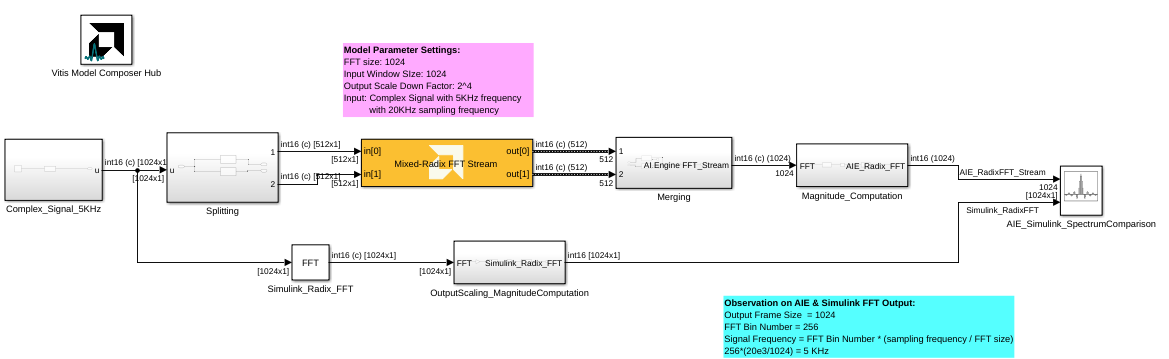 Vitis Model Composer Hub
Model Parameter Settings:
FFT size: 1024
Input Window SIze: 1024
Output Scale Down Factor: 2^4
Input: Complex Signal with 5KHz frequency
with 20KHz sampling frequency
u
Complex_Signal_5KHz
int16 (c) [1024x1
[1024x1]
u
1
2
Splitting
int16 (c) [512x1]
[512x1]
int16 (c) [512x1]
[512x1]
in[0]
in[1]
Mixed-Radix FFT Stream
out[0]
out[1]
int16 (c) (512)
512
int16 (c) (512)
512
1
2
AI.Engine FFT_Stream
Merging
int16 (c) (1024)
1024
FFT
AIE_Radix_FFT
Magnitude_Computation
int16 (1024)
AIE_RadixFFT_Stream
1024
[1024x1]
Simulink_RadixFFT
AIE_Simulink_SpectrumComparison
[1024x1]
FFT
Simulink_Radix_FFT
int16 (c) [1024x1]
[1024x1]
FFT
Simulink_Radix_FFT
OutputScaling_MagnitudeComputation
int16 [1024x1]
Observation on AIE & Simulink FFT Output:
Output Frame Size  = 1024
FFT Bin Number = 256
Signal Frequency = FFT Bin Number * (sampling frequency / FFT size)
256*(20e3/1024) = 5 KHz